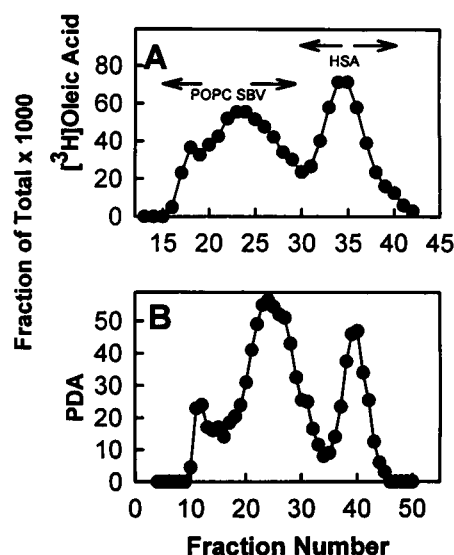 Fraction of Total x 1000
[³H]Oleic Acid
A
POPC SBV
HSA
80
60
40
20
0
15 20 25 30 35 40 45
PDA
B
50
40
30
20
10
0
0 10 20 30 40 50
Fraction Number